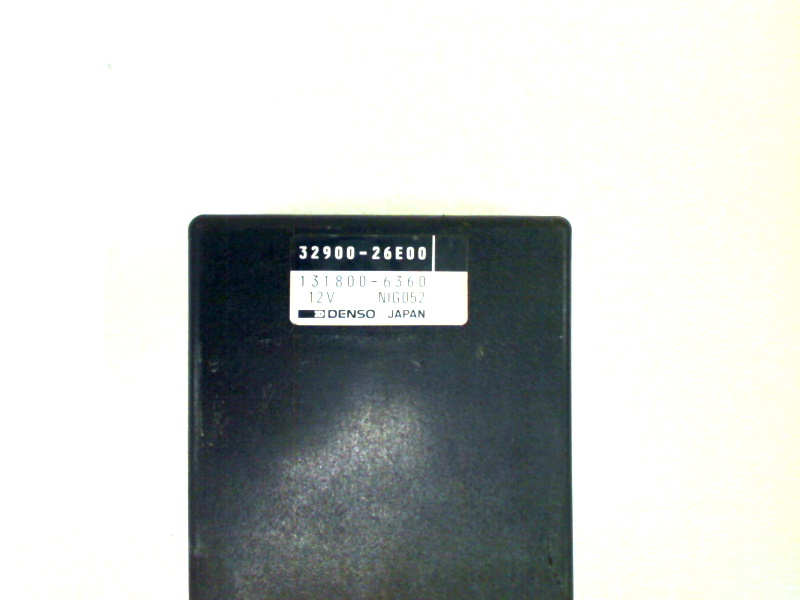 32900-26E00
131800-6360
12V NIG052
DENSO JAPAN